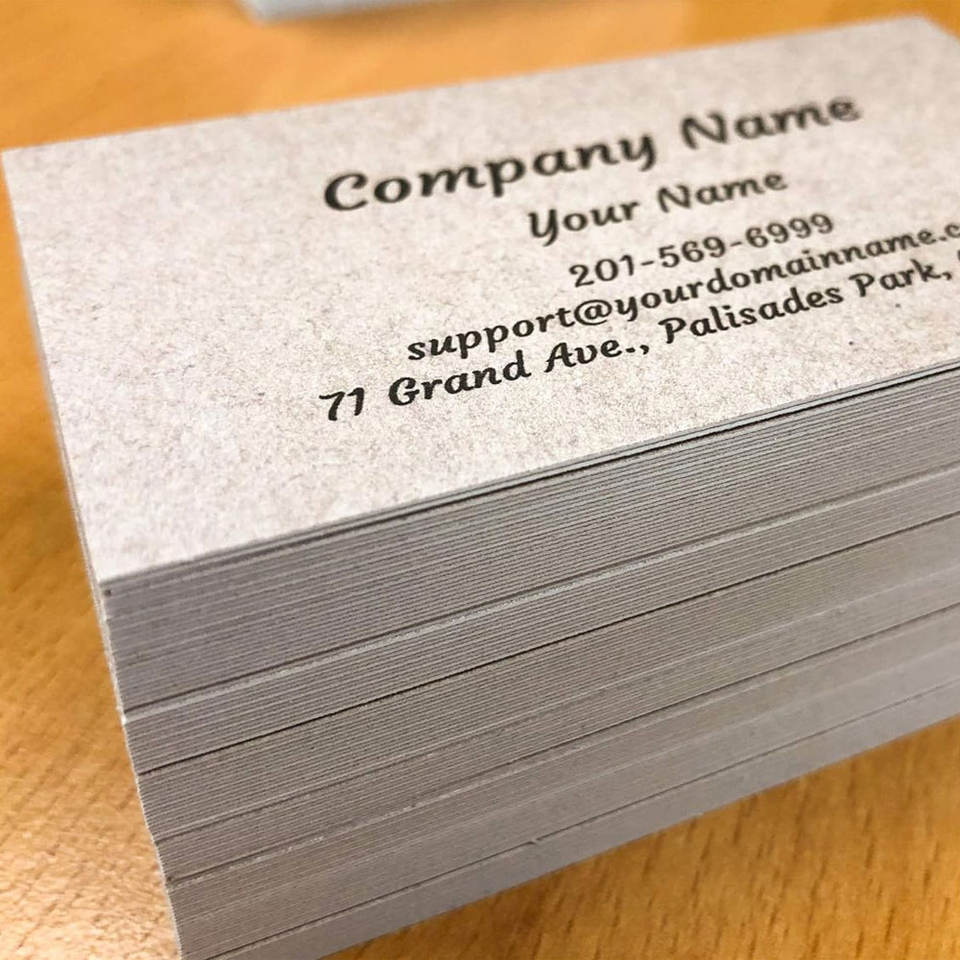 Company Name
Your Name
201-569-6999
support@yourdomainname.c
71 Grand Ave., Palisades Park,